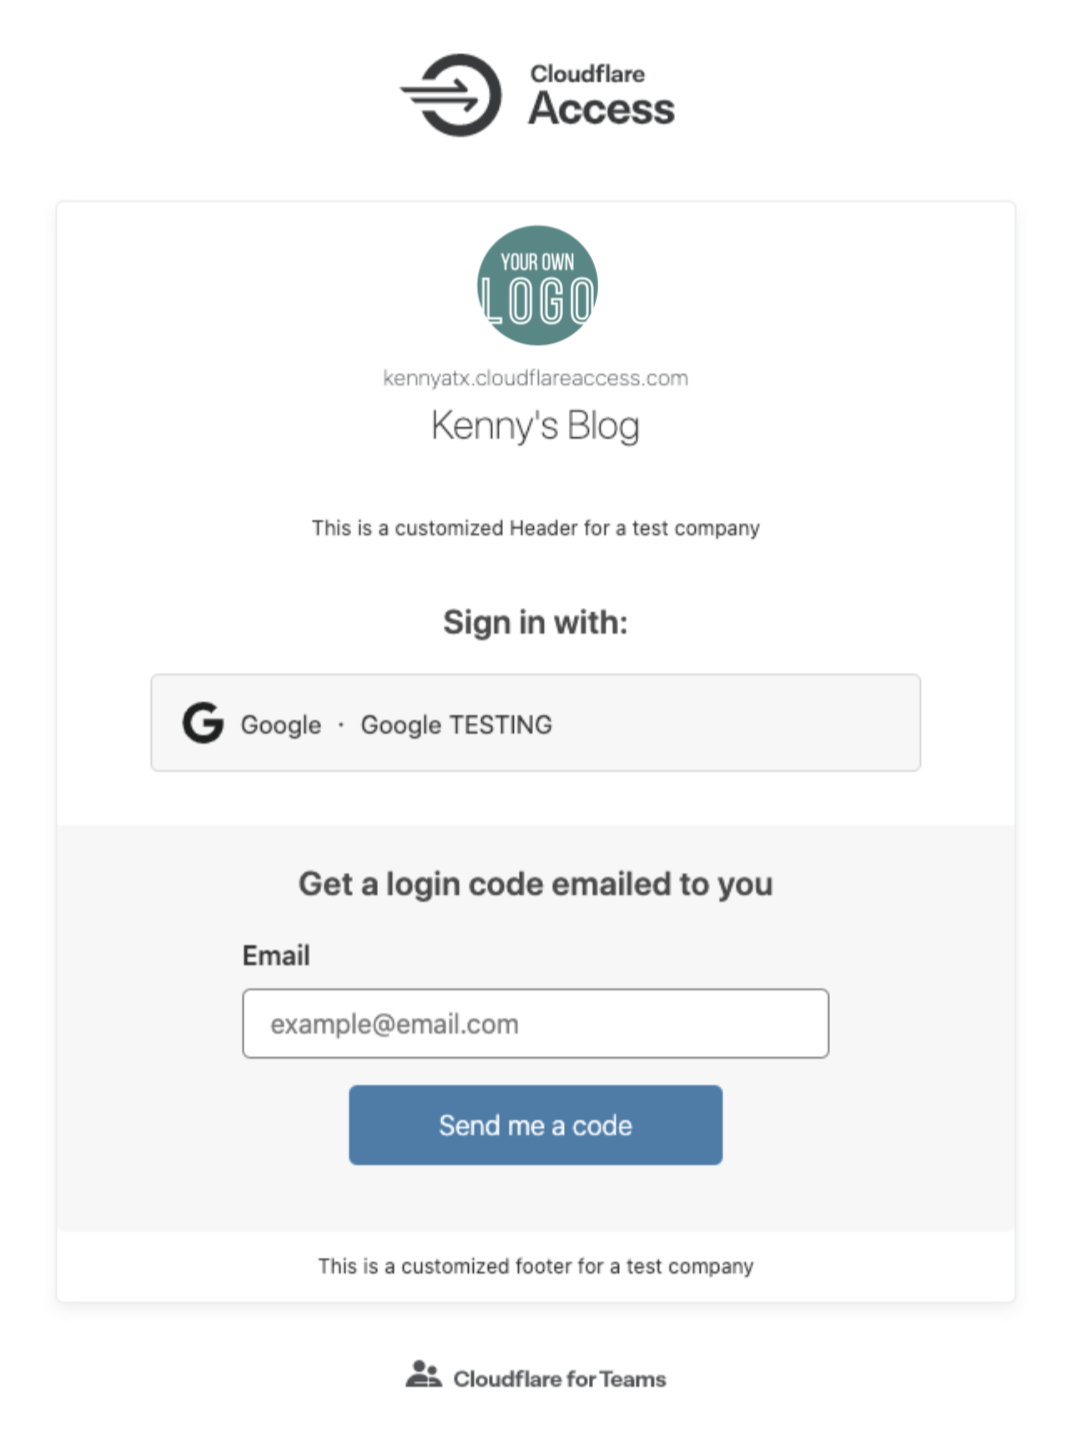 Cloudflare
Access
YOUR OWN
LOGO
kennyatx.cloudflareaccess.com
Kenny's Blog
This is a customized Header for a test company
Sign in with:
Google · Google TESTING
Get a login code emailed to you
Email
example@email.com
Send me a code
This is a customized footer for a test company
Cloudflare for Teams